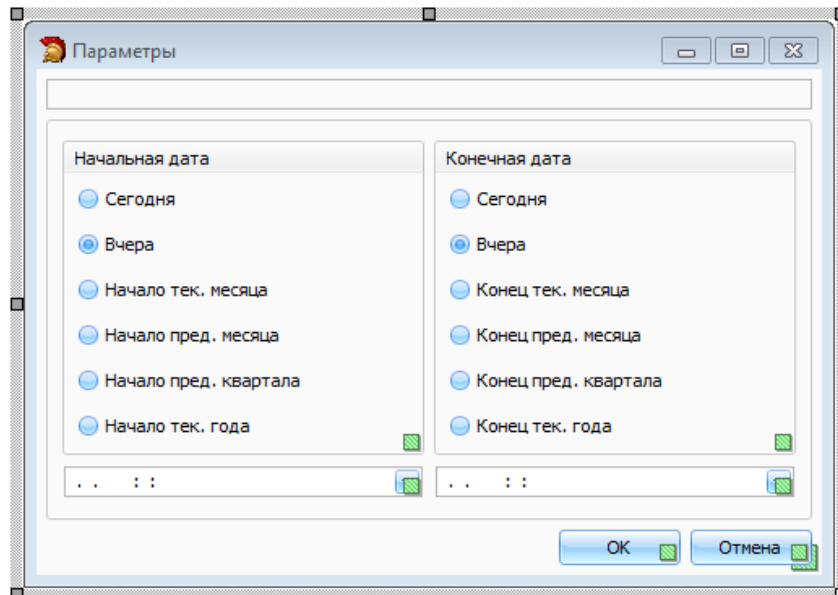 Параметры
Начальная дата
Сегодня
Вчера
Начало тек. месяца
Начало пред. месяца
Начало пред. квартала
Начало тек. года
. .   : :
Конечная дата
Сегодня
Вчера
Конец тек. месяца
Конец пред. месяца
Конец пред. квартала
Конец тек. года
. .   : :
OK
Отмена